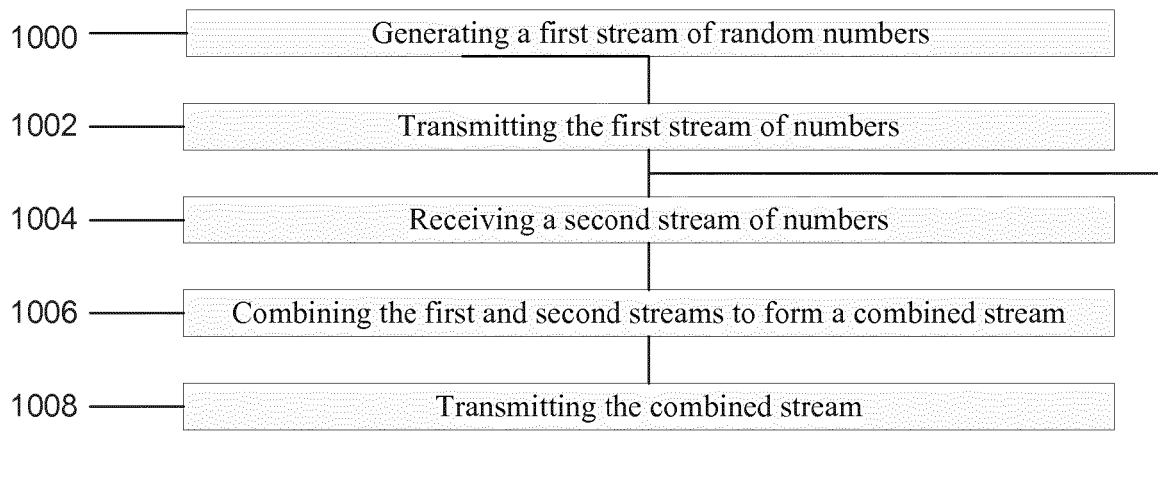 1000 Generating a first stream of random numbers
1002 Transmitting the first stream of numbers
1004 Receiving a second stream of numbers
1006 Combining the first and second streams to form a combined stream
1008 Transmitting the combined stream